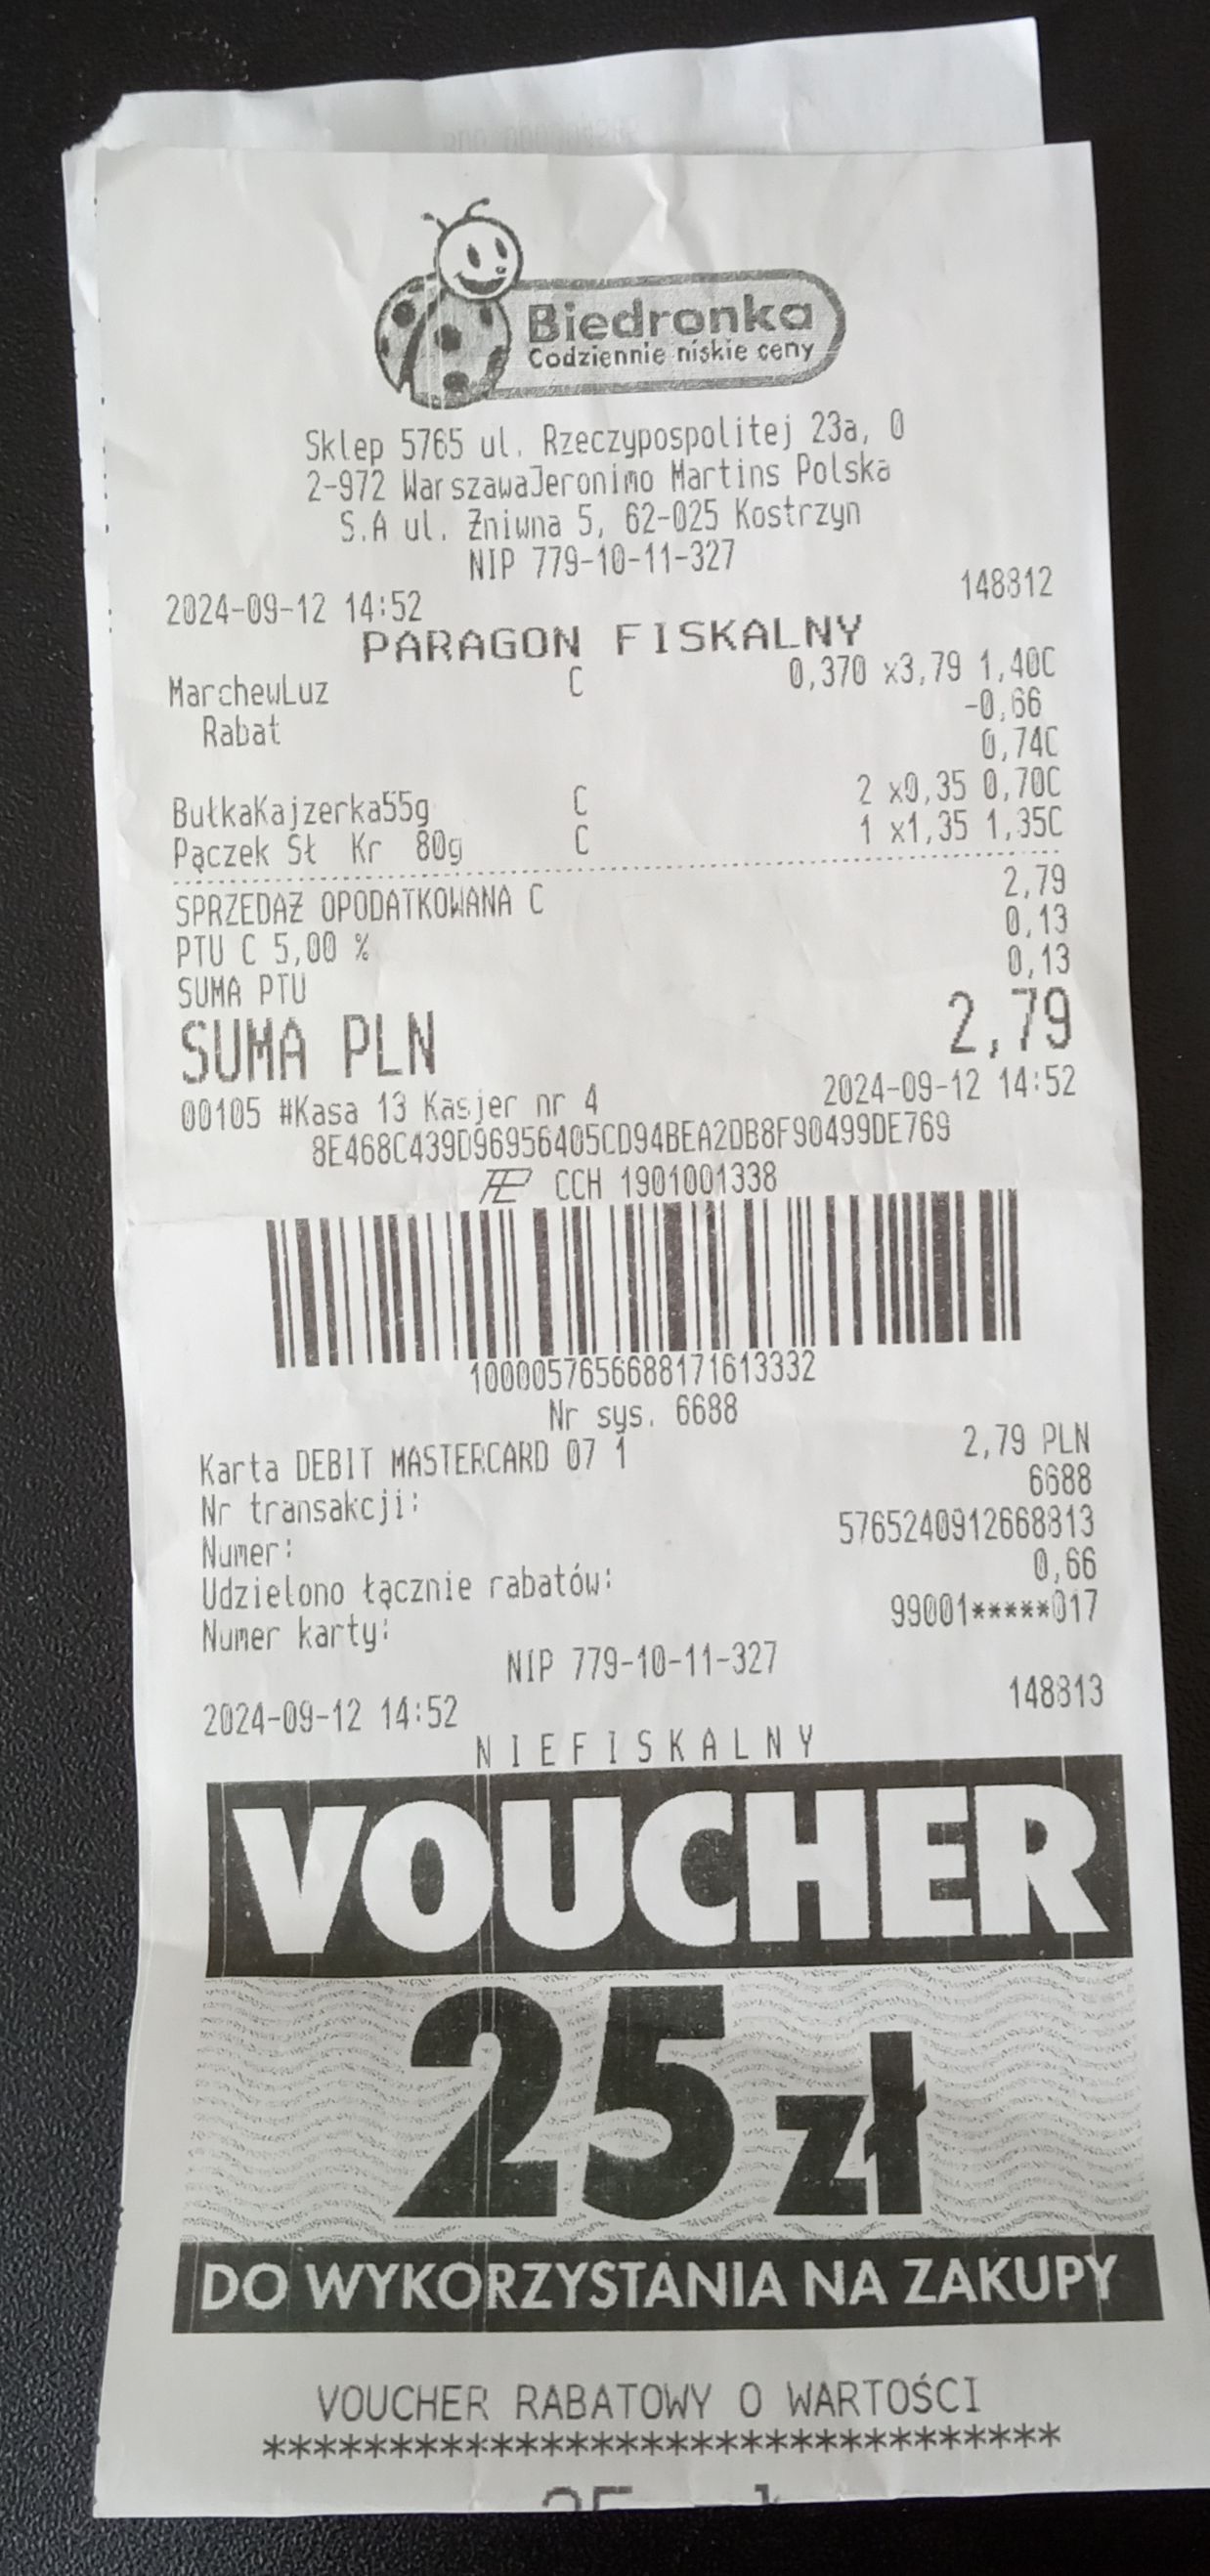 Biedronka
Codziennie niskie ceny
Sklep 5765 ul. Rzeczypospolitej 23a, 0
2-972 WarszawaJeronimo Martins Polska
S.A ul. Żniwna 5, 62-025 Kostrzyn
NIP 779-10-11-327
2024-09-12 14:52 148812
PARAGON FISKALNY
MarchewLuz C 0,370 x3,79 1,40C
Rabat -0,66
0,74C
BułkaKajzerka55g C 2 x0,35 0,70C
Pączek Sł Kr 80g C 1 x1,35 1,35C
SPRZEDAŻ OPODATKOWANA C 2,79
PTU C 5,00 % 0,13
SUMA PTU 0,13
SUMA PLN 2,79
00105 #Kasa 13 Kasjer nr 4 2024-09-12 14:52
8E468C439D96956405CD94BEA2DB8F90499DE769
CCH 1901001338
1000057656688171613332
Nr sys. 6688
Karta DEBIT MASTERCARD 07 1 2,79 PLN
Nr transakcji: 6688
Numer: 5765240912668813
Udzielono łącznie rabatów: 0,66
Numer karty: 99001*****017
NIP 779-10-11-327
2024-09-12 14:52 148813
NIEFISKALNY
VOUCHER
25 zł
DO WYKORZYSTANIA NA ZAKUPY
VOUCHER RABATOWY O WARTOŚCI
*******************************